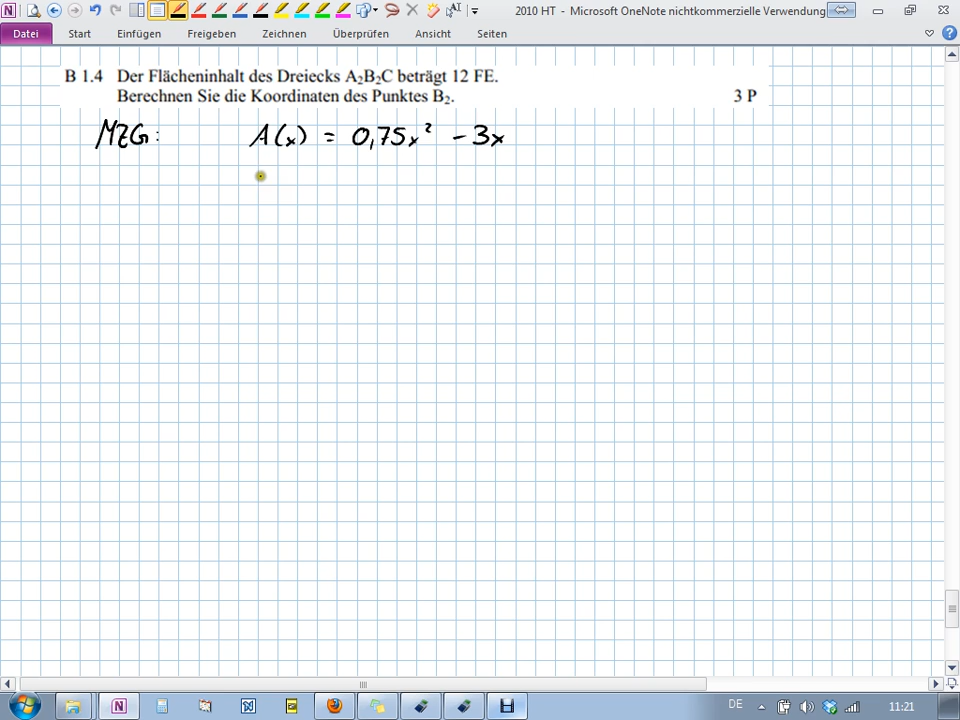 2010 HT - Microsoft OneNote nichtkommerzielle Verwendung
Datei Start Einfügen Freigeben Zeichnen Überprüfen Ansicht Seiten
B 1.4 Der Flächeninhalt des Dreiecks A₂B₂C beträgt 12 FE.
Berechnen Sie die Koordinaten des Punktes B₂. 3 P
MZG: A(x) = 0,75x² - 3x
DE 11:21